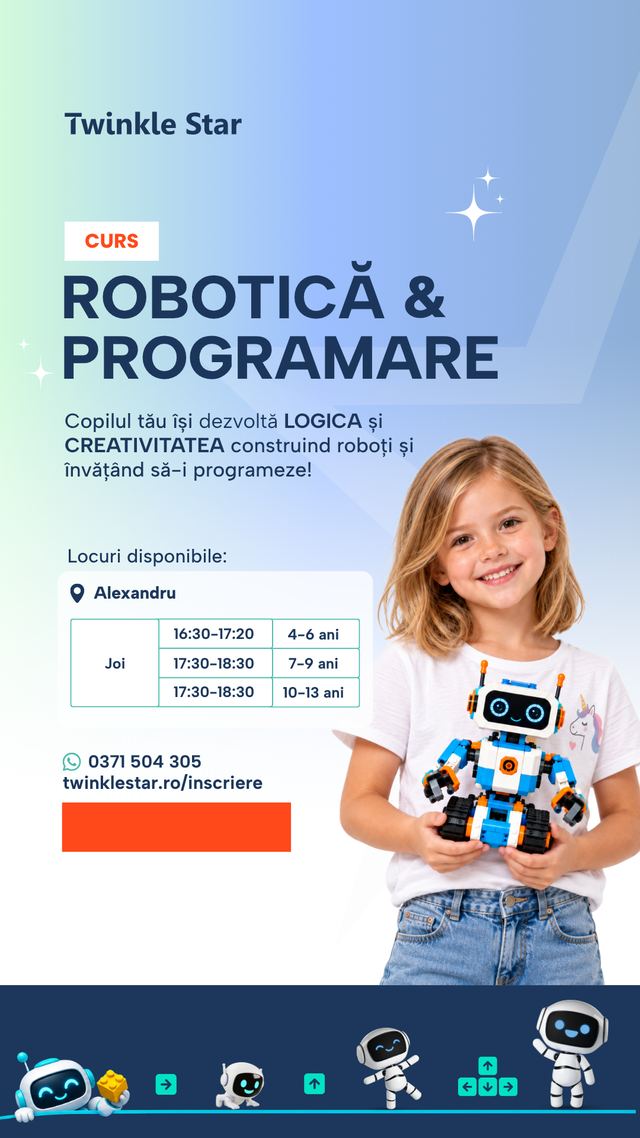 Twinkle Star
CURS
ROBOTICĂ &
PROGRAMARE
Copilul tău își dezvoltă LOGICA și
CREATIVITATEA construind roboți și
învățând să-i programeze!
Locuri disponibile:
Alexandru
Joi
16:30-17:20 4-6 ani
17:30-18:30 7-9 ani
17:30-18:30 10-13 ani
0371 504 305
twinklestar.ro/inscriere